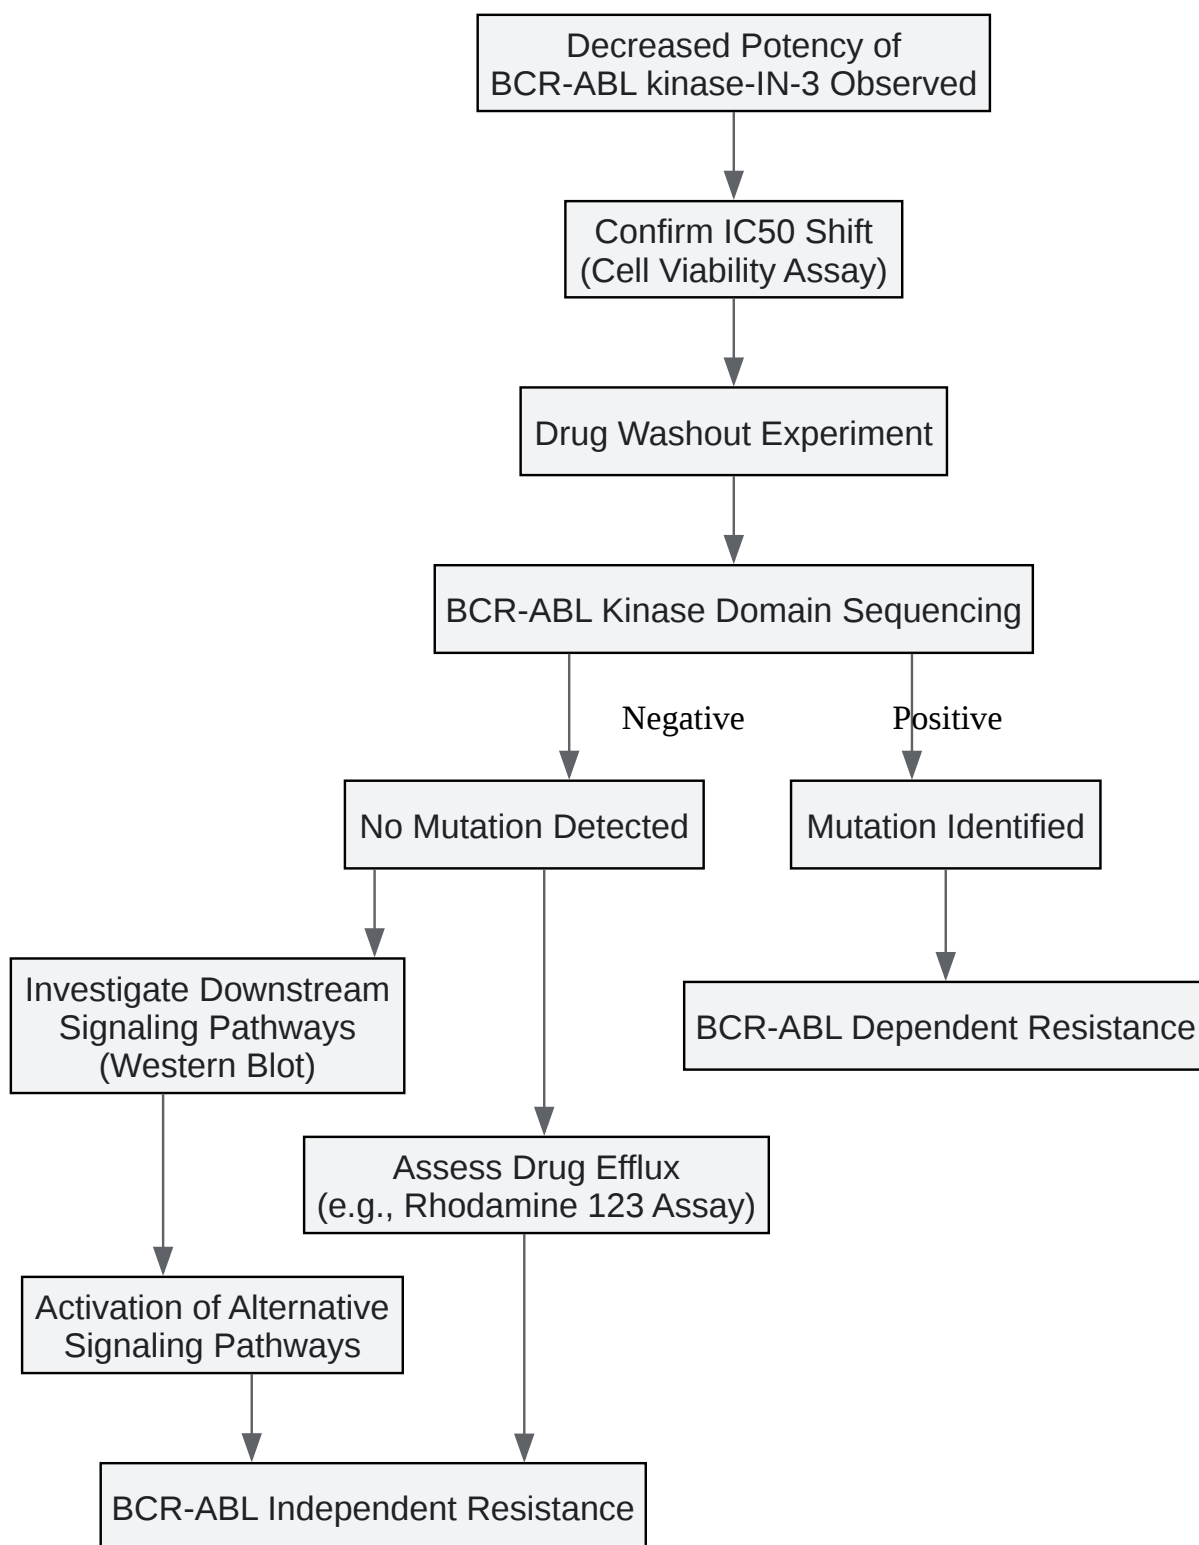 Decreased Potency of
BCR-ABL kinase-IN-3 Observed
Confirm IC50 Shift
(Cell Viability Assay)
Drug Washout Experiment
BCR-ABL Kinase Domain Sequencing
Negative
Positive
No Mutation Detected
Mutation Identified
Investigate Downstream
Signaling Pathways
(Western Blot)
BCR-ABL Dependent Resistance
Assess Drug Efflux
(e.g., Rhodamine 123 Assay)
Activation of Alternative
Signaling Pathways
BCR-ABL Independent Resistance